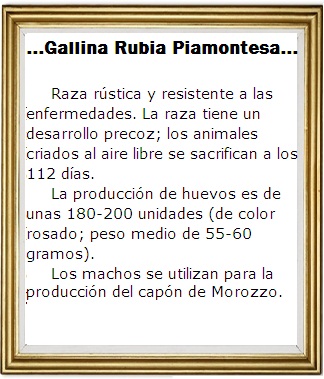 ...Gallina Rubia Piamontesa...
Raza rústica y resistente a las
enfermedades. La raza tiene un
desarrollo precoz; los animales
criados al aire libre se sacrifican a los
112 días.
La producción de huevos es de
unas 180-200 unidades (de color
rosado; peso medio de 55-60
gramos).
Los machos se utilizan para la
producción del capón de Morozzo.